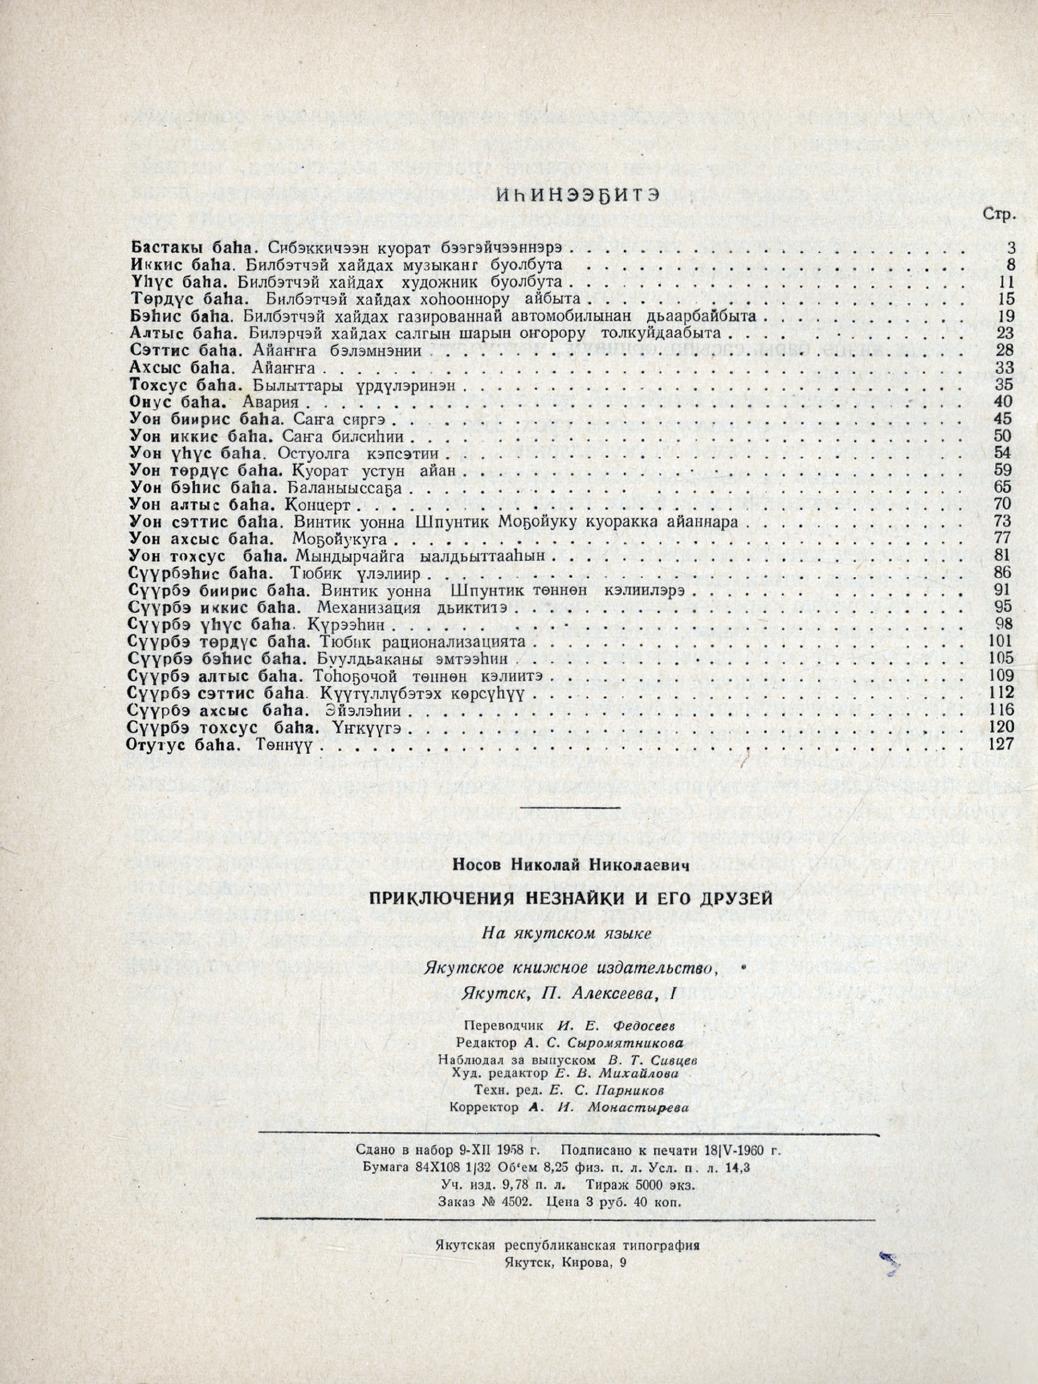 ИҺИНЭЭҔИТЭ
Стр.
Бастакы баһа. Сибэккичээн куорат бээгэйчээннэрэ 3
Иккис баһа. Билбэтчэй хайдах музыкант буолбута 8
Үһүс баһа. Билбэтчэй хайдах художник буолбута 11
Төрдүс баһа. Билбэтчэй хайдах хоһооннору айбыта 15
Бэһис баһа. Билбэтчэй хайдах газированнай автомобилынан дьаарбайбыта 19
Алтыс баһа. Билэрчэй хайдах салгын шарын оҥорору толкуйдаабыта 23
Сэттис баһа. Айаҥҥа бэлэмнэнии 28
Ахсыс баһа. Айаҥҥа 33
Тохсус баһа. Былыттары үрдүлэринэн 35
Онус баһа. Авария 40
Уон биирис баһа. Саҥа сиргэ 45
Уон иккис баһа. Саҥа билсиһии 50
Уон үһүс баһа. Остуолга кэпсэтии 54
Уон төрдүс баһа. Куорат устун айан 59
Уон бэһис баһа. Баланыыссаҕа 65
Уон алтыс баһа. Концерт 70
Уон сэттис баһа. Винтик уонна Шпунтик Моҕойуку куоракка айаннара 73
Уон ахсыс баһа. Моҕойукуга 77
Уон тохсус баһа. Мындырчайга ыалдьыттааһын 81
Сүүрбэһис баһа. Тюбик үлэлиир 86
Сүүрбэ биирис баһа. Винтик уонна Шпунтик төннөн кэлиилэрэ 91
Сүүрбэ иккис баһа. Механизация дьиктитэ 95
Сүүрбэ үһүс баһа. Күрээһин 98
Сүүрбэ төрдүс баһа. Тюбик рационализацията 101
Сүүрбэ бэһис баһа. Буулдьаканы эмтээһин 105
Сүүрбэ алтыс баһа. Тоһоҕочой төннөн кэлиитэ 109
Сүүрбэ сэттис баһа. Күүтүллүбэтэх көрсүһүү 112
Сүүрбэ ахсыс баһа. Эйэлэһии 116
Сүүрбэ тохсус баһа. Үҥкүүгэ 120
Отутус баһа. Төннүү 127
Носов Николай Николаевич
ПРИКЛЮЧЕНИЯ НЕЗНАЙКИ И ЕГО ДРУЗЕЙ
На якутском языке
Якутское книжное издательство,
Якутск, П. Алексеева, I
Переводчик И. Е. Федосеев
Редактор А. С. Сыромятникова
Наблюдал за выпуском В. Т. Сивцев
Худ. редактор Е. В. Михайлова
Техн. ред. Е. С. Парников
Корректор А. И. Монастырева
Сдано в набор 9-XII 1958 г. Подписано к печати 18|V-1960 г.
Бумага 84X108 1/32 Об‘ем 8,25 физ. п. л. Усл. п. л. 14,3
Уч. изд. 9,78 п. л. Тираж 5000 экз.
Заказ № 4502. Цена 3 руб. 40 коп.
Якутская республиканская типография
Якутск, Кирова, 9